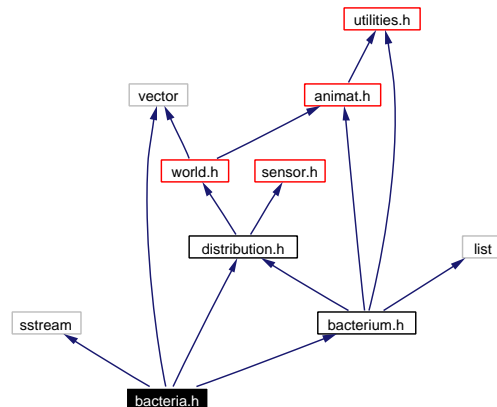 utilities.h
vector
animat.h
world.h
sensor.h
distribution.h
list
sstream
bacterium.h
bacteria.h